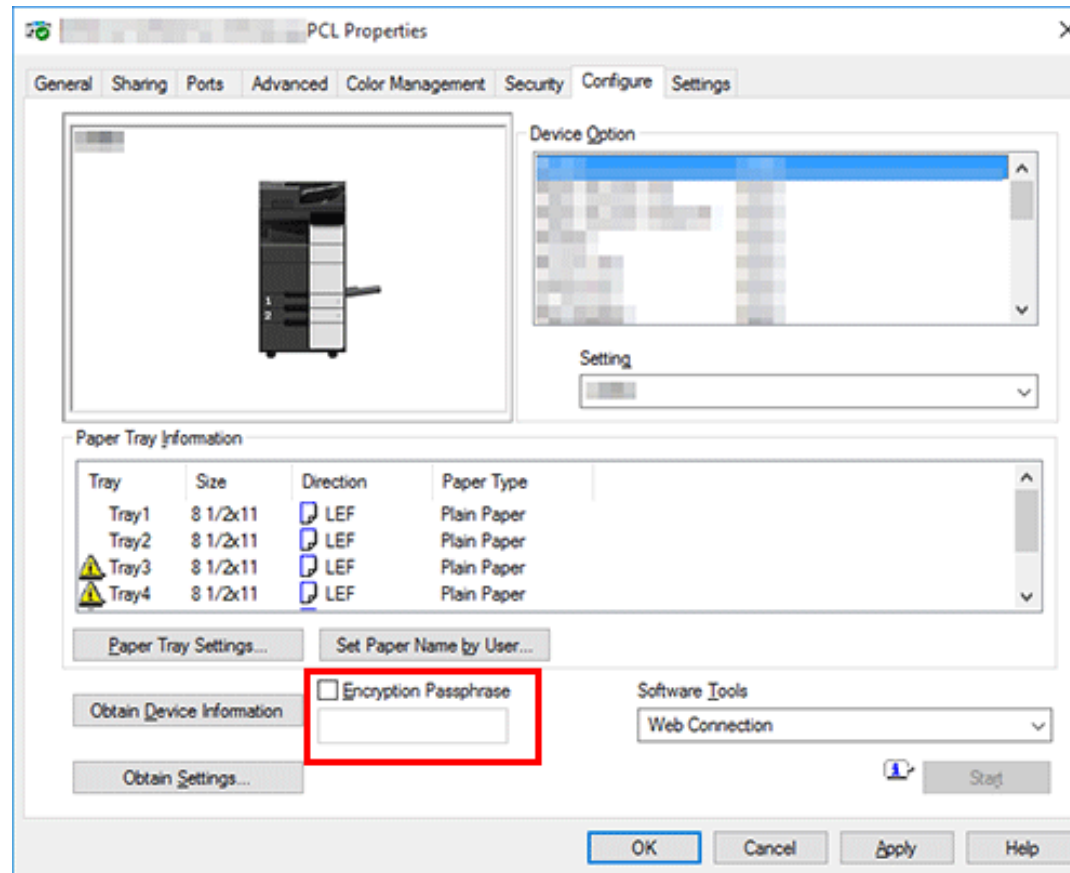 PCL Properties
General Sharing Ports Advanced Color Management Security Configure Settings
Device Option
1
2
Setting
Paper Tray Information
Tray Size Direction Paper Type
Tray1 8 1/2x11 LEF Plain Paper
Tray2 8 1/2x11 LEF Plain Paper
Tray3 8 1/2x11 LEF Plain Paper
Tray4 8 1/2x11 LEF Plain Paper
Paper Tray Settings... Set Paper Name by User...
Encryption Passphrase Software Tools
Obtain Device Information Web Connection
Obtain Settings... Start
OK Cancel Apply Help